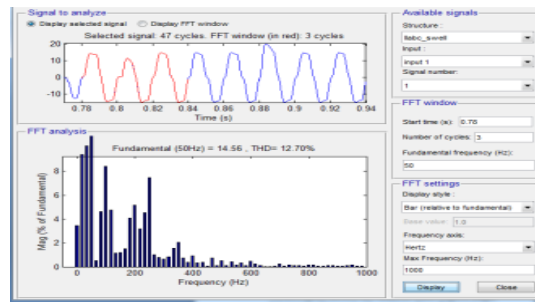 Signal to analyze
Display selected signal Display FFT window
Selected signal: 47 cycles. FFT window (in red): 3 cycles
20
10
0
-10
0.78 0.8 0.82 0.84 0.86 0.88 0.9 0.92 0.94
Time (s)
FFT analysis
Fundamental (50Hz) = 14.56 , THD= 12.70%
8
6
4
2
0
Mag (% of Fundamental)
0 200 400 600 800 1000
Frequency (Hz)
Available signals
Structure :
Input :
input 1
Signal number:
1
FFT window
Start time (s): 0.78
Number of cycles: 3
Fundamental frequency (Hz):
50
FFT settings
Display style :
Bar (relative to fundamental)
Base value: 1.0
Frequency axis:
Hertz
Max Frequency (Hz):
1000
Display Close